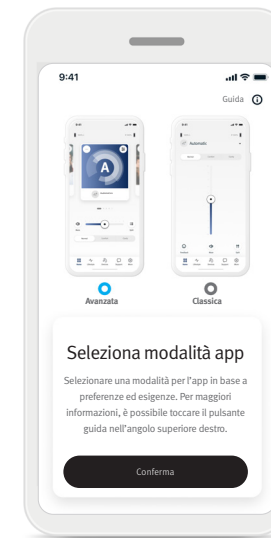 9:41
Guida
A
Automatic
Avanzata
Classica
Seleziona modalità app
Selezionare una modalità per l'app in base a
preferenze ed esigenze. Per maggiori
informazioni, è possibile toccare il pulsante
guida nell'angolo superiore destro.
Conferma